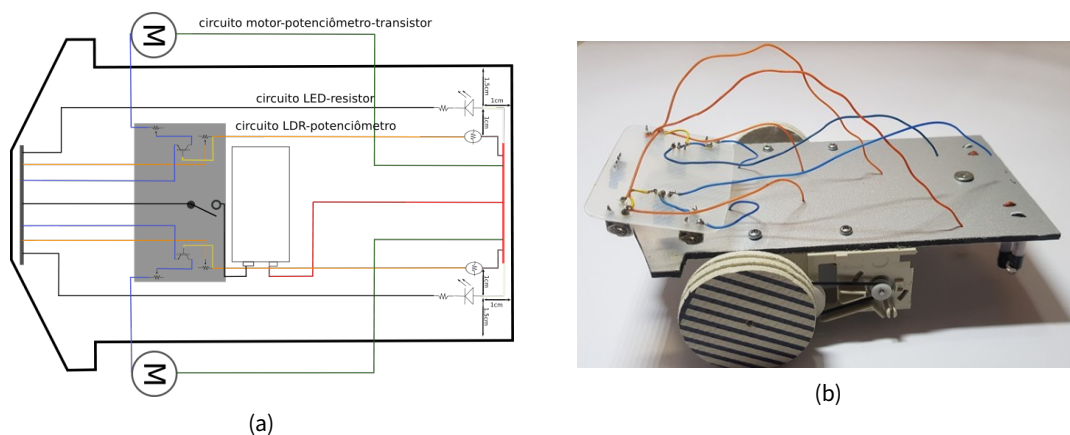 M
circuito motor-potenciômetro-transistor
circuito LED-resistor
circuito LDR-potenciômetro
1.5cm
1cm
1cm
1cm
1cm
1.5cm
M
(a)
(b)